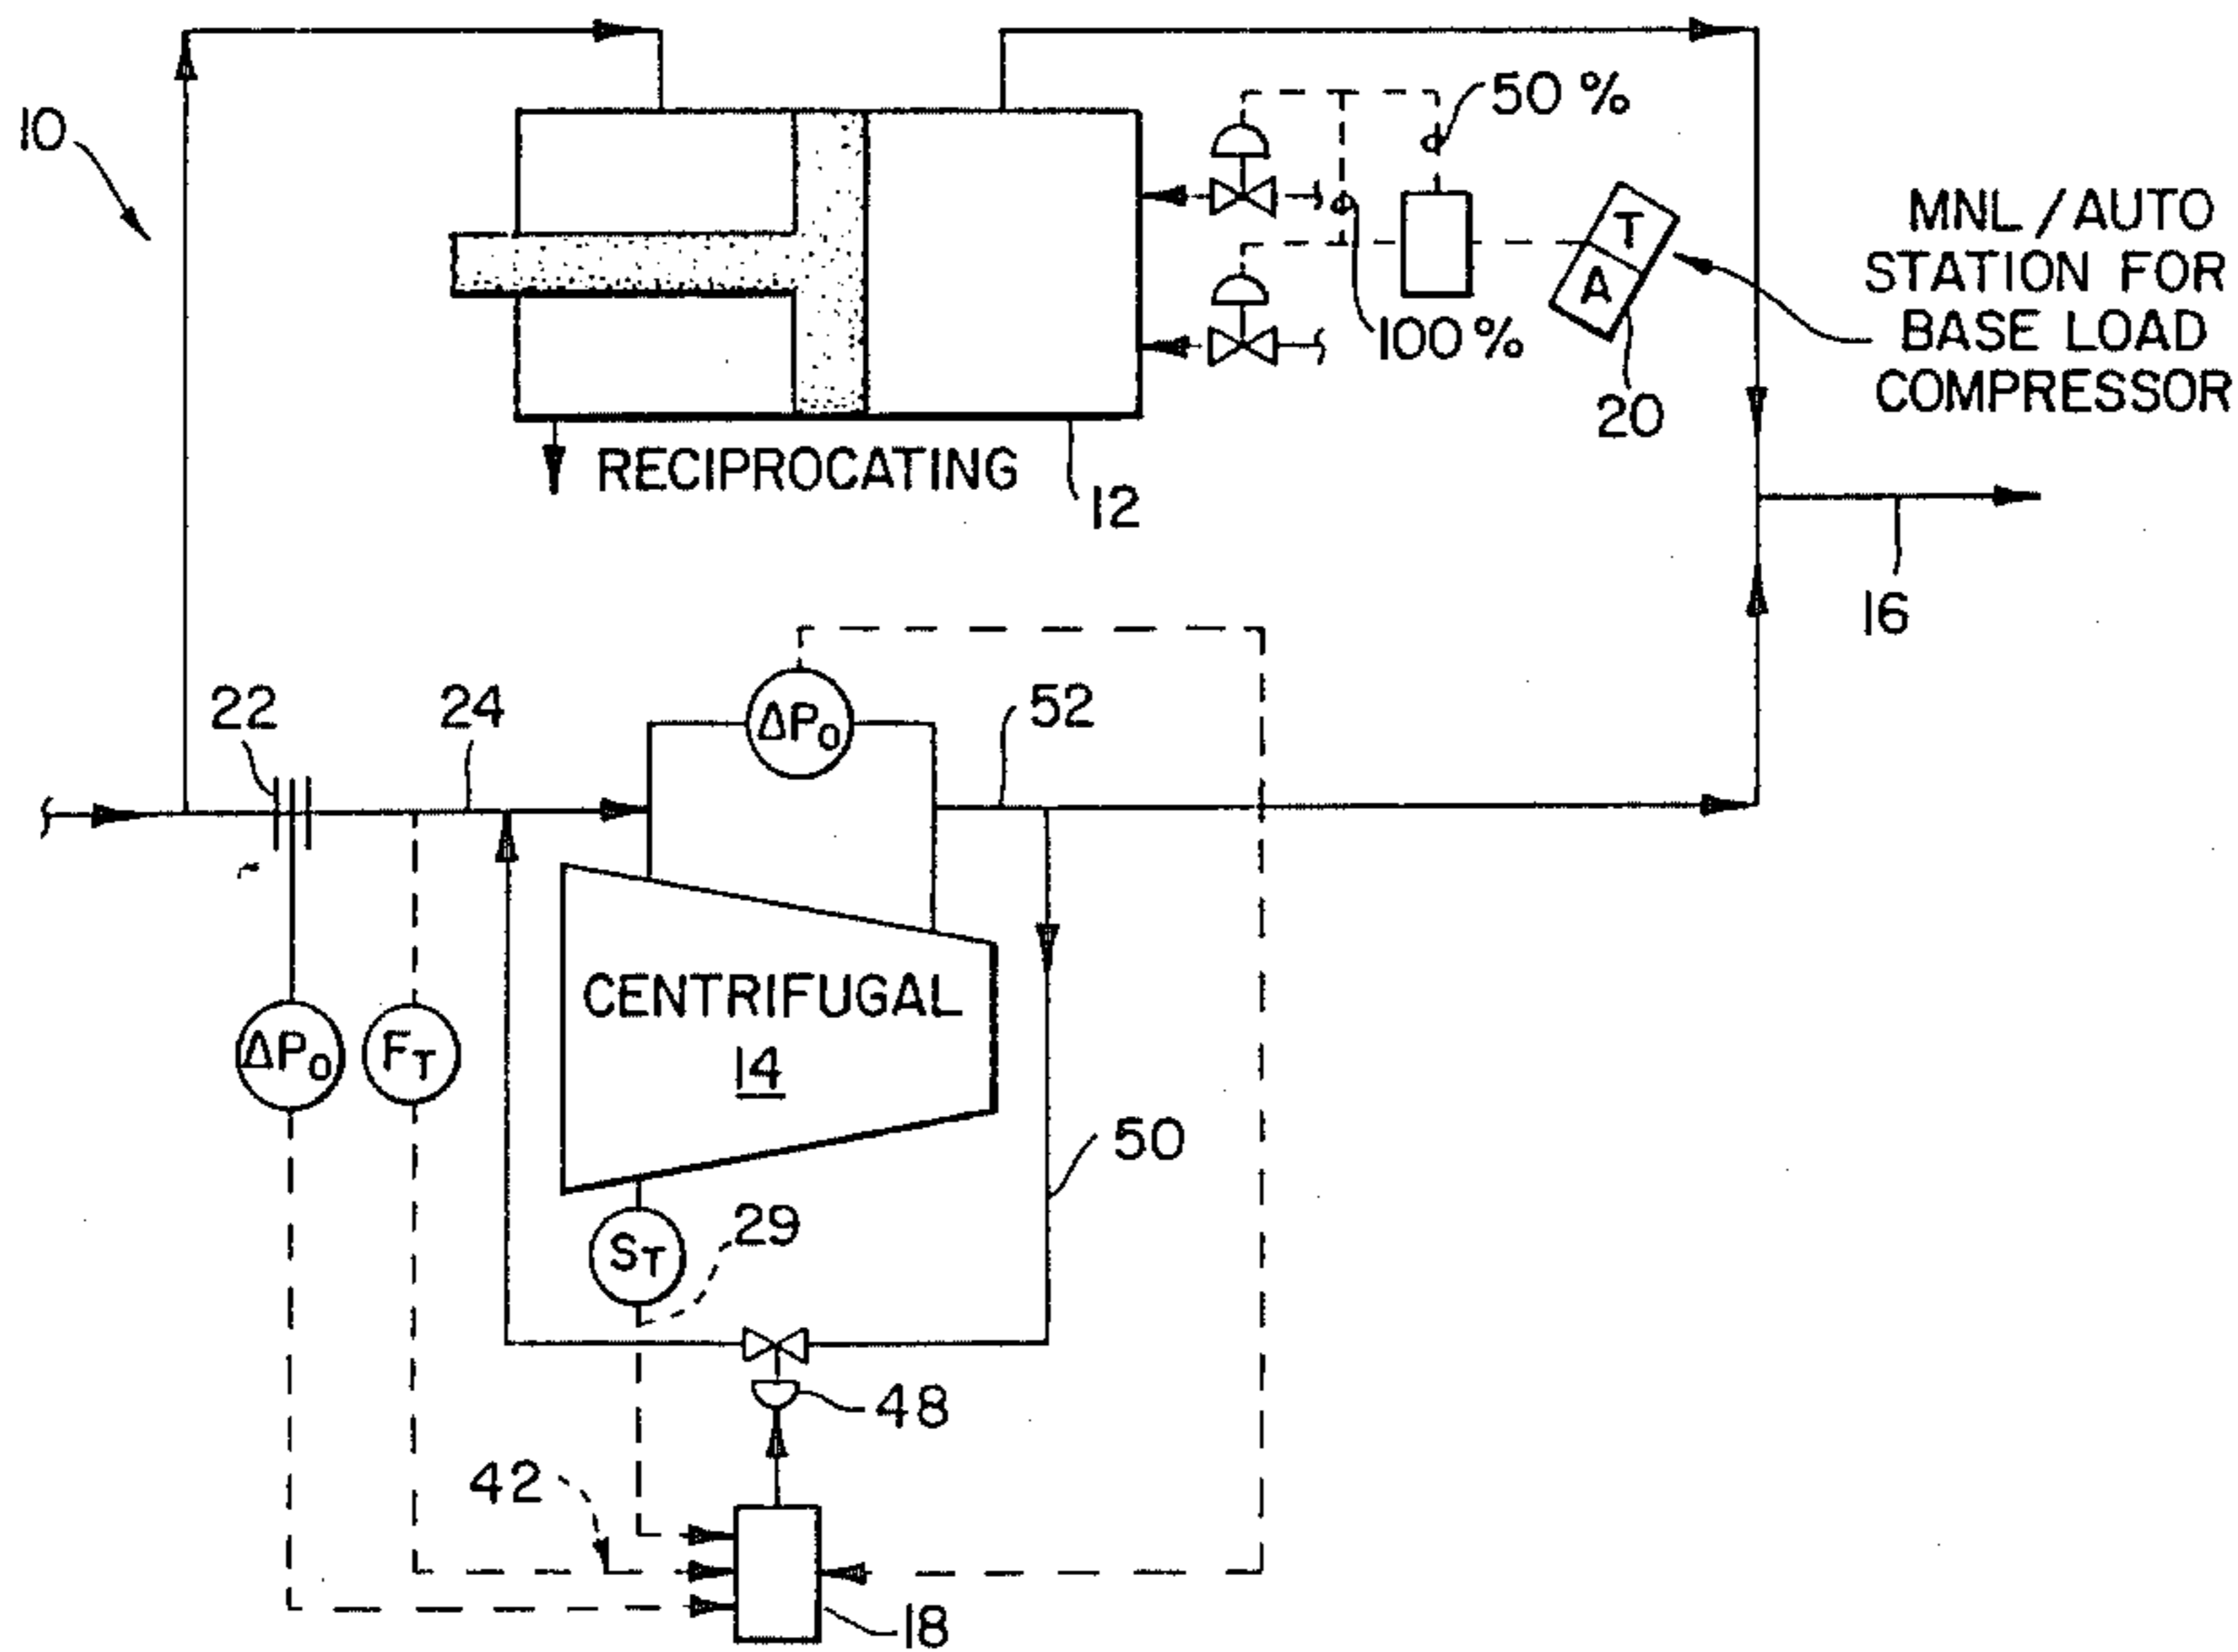 10
50 %
T
A
MNL / AUTO
STATION FOR
BASE LOAD
COMPRESSOR
100 %
20
RECIPROCATING
12
16
22
24
ΔPO
52
CENTRIFUGAL
14
ΔPO
FT
50
ST
29
48
42
18